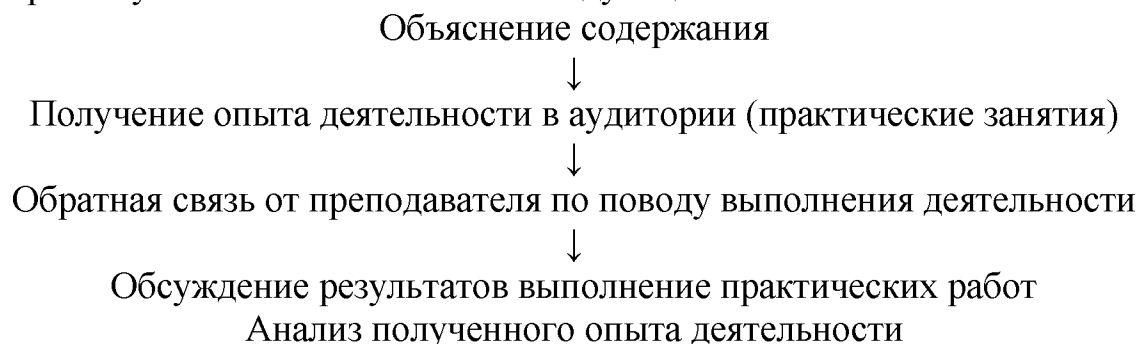 Объяснение содержания
↓
Получение опыта деятельности в аудитории (практические занятия)
↓
Обратная связь от преподавателя по поводу выполнения деятельности
↓
Обсуждение результатов выполнение практических работ
Анализ полученного опыта деятельности